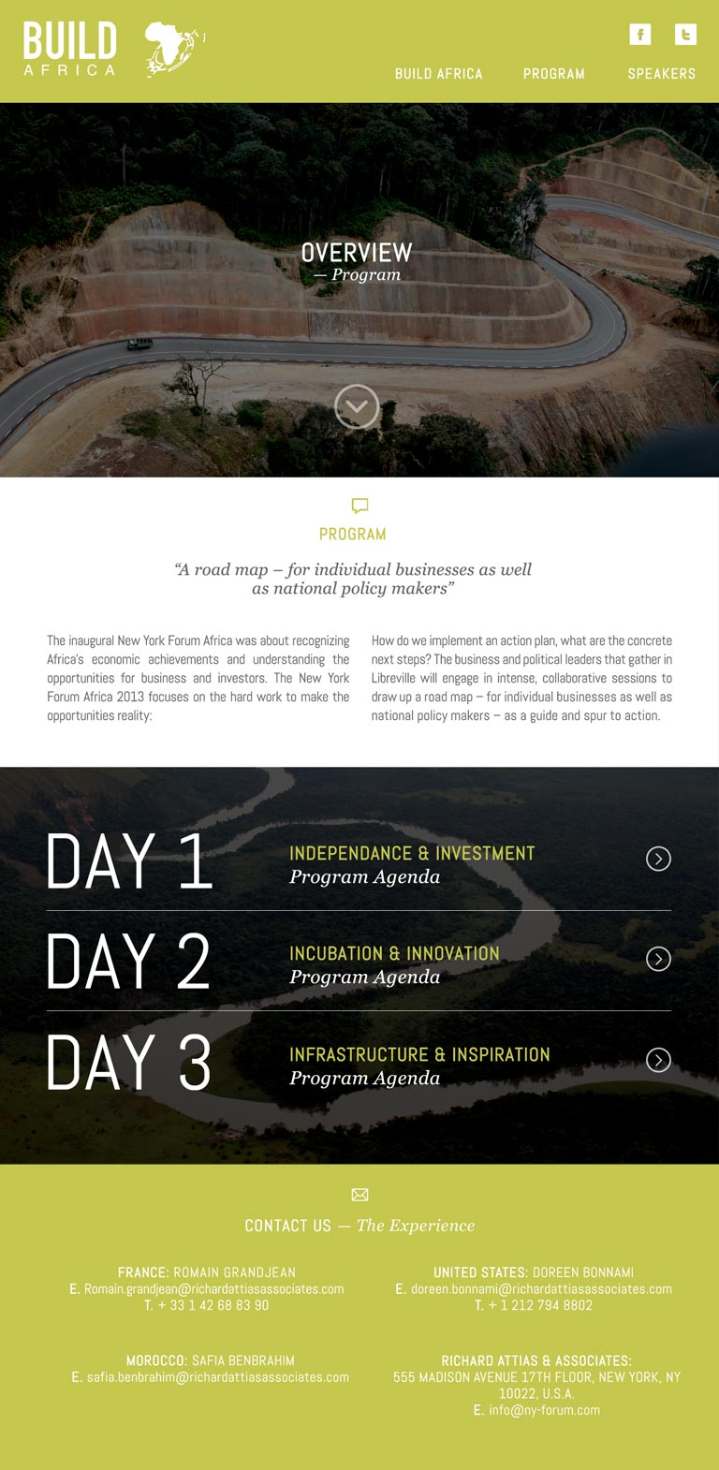 BUILD
AFRICA
BUILD AFRICA
PROGRAM
SPEAKERS
OVERVIEW
— Program
PROGRAM
“A road map – for individual businesses as well
as national policy makers”
The inaugural New York Forum Africa was about recognizing
Africa's economic achievements and understanding the
opportunities for business and investors. The New York
Forum Africa 2013 focuses on the hard work to make the
opportunities reality:
How do we implement an action plan, what are the concrete
next steps? The business and political leaders that gather in
Libreville will engage in intense, collaborative sessions to
draw up a road map – for individual businesses as well as
national policy makers – as a guide and spur to action.
DAY 1
INDEPENDANCE & INVESTMENT
Program Agenda
DAY 2
INCUBATION & INNOVATION
Program Agenda
DAY 3
INFRASTRUCTURE & INSPIRATION
Program Agenda
CONTACT US — The Experience
FRANCE: ROMAIN GRANDJEAN
E. Romain.grandjean@richardattiasassociates.com
T. + 33 1 42 68 83 90
UNITED STATES: DOREEN BONNAMI
E. doreen.bonnami@richardattiasassociates.com
T. + 1 212 794 8802
MOROCCO: SAFIA BENBRAHIM
E. safia.benbrahim@richardattiasassociates.com
RICHARD ATTIAS & ASSOCIATES:
555 MADISON AVENUE 17TH FLOOR, NEW YORK, NY
10022, U.S.A.
E. info@ny-forum.com